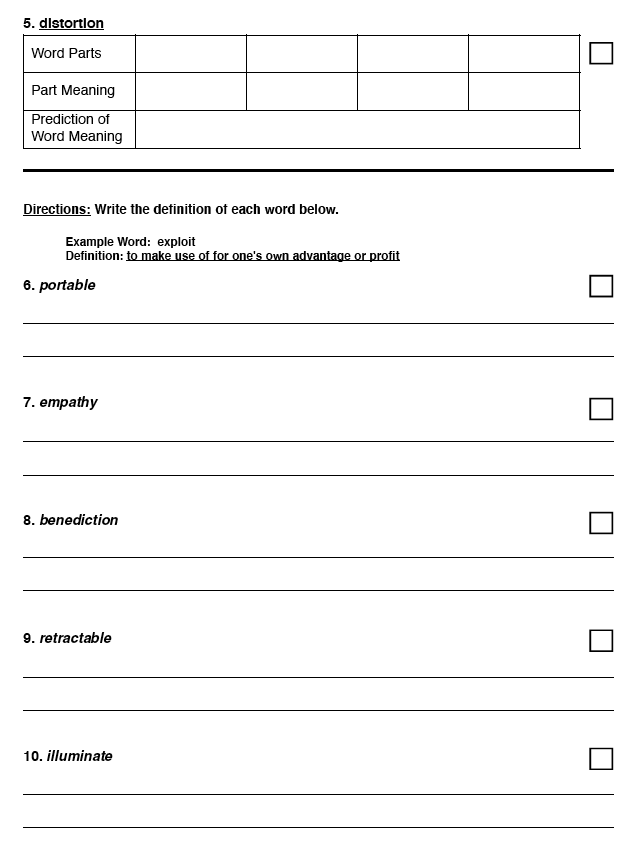 5. distortion
Word Parts
Part Meaning
Prediction of
Word Meaning
Directions: Write the definition of each word below.
Example Word: exploit
Definition: to make use of for one's own advantage or profit
6. portable
7. empathy
8. benediction
9. retractable
10. illuminate